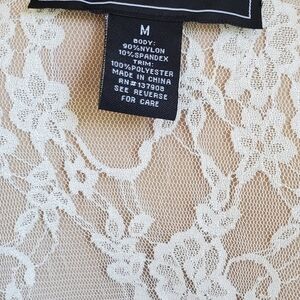 M
BODY:
90%NYLON
10%SPANDEX
TRIM:
100%POLYESTER
MADE IN CHINA
RN#137908
SEE REVERSE
FOR CARE